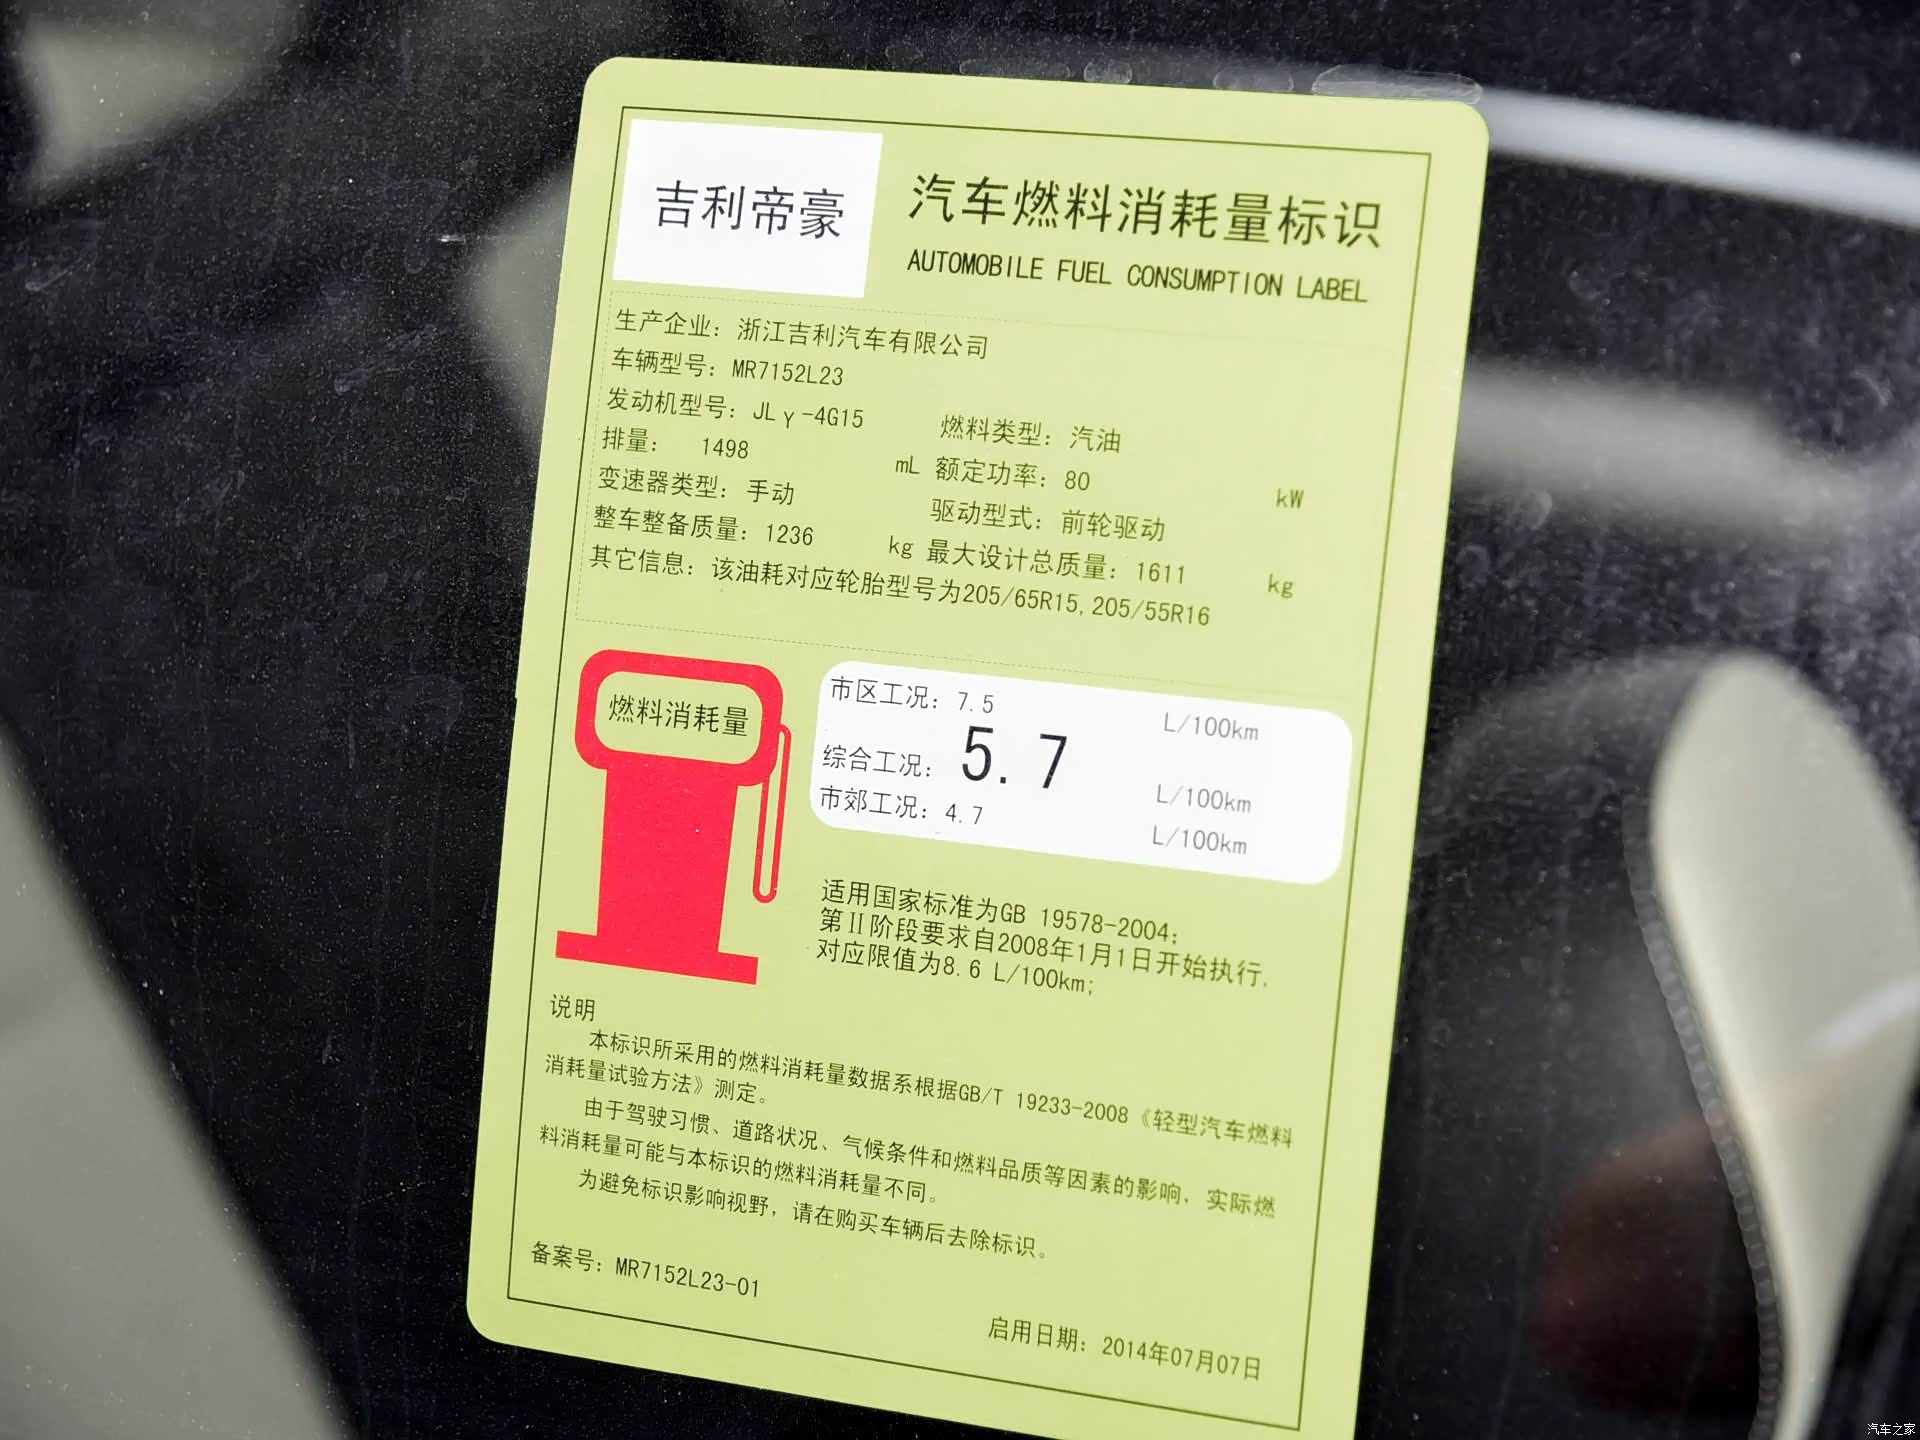 吉利帝豪
汽车燃料消耗量标识
AUTOMOBILE FUEL CONSUMPTION LABEL
生产企业：浙江吉利汽车有限公司
车辆型号：MR7152L23
发动机型号：JLγ-4G15 燃料类型：汽油
排量： 1498 mL 额定功率：80 kW
变速器类型：手动 驱动型式：前轮驱动
整车整备质量：1236 kg 最大设计总质量：1611 kg
其它信息：该油耗对应轮胎型号为205/65R15,205/55R16
燃料消耗量
市区工况：7.5 L/100km
综合工况：5.7 L/100km
市郊工况：4.7 L/100km
适用国家标准为GB 19578-2004;
第Ⅱ阶段要求自2008年1月1日开始执行,
对应限值为8.6 L/100km;
说明
本标识所采用的燃料消耗量数据系根据GB/T 19233-2008《轻型汽车燃料
消耗量试验方法》测定。
由于驾驶习惯、道路状况、气候条件和燃料品质等因素的影响，实际燃
料消耗量可能与本标识的燃料消耗量不同。
为避免标识影响视野，请在购买车辆后去除标识。
备案号：MR7152L23-01
启用日期：2014年07月07日
汽车之家